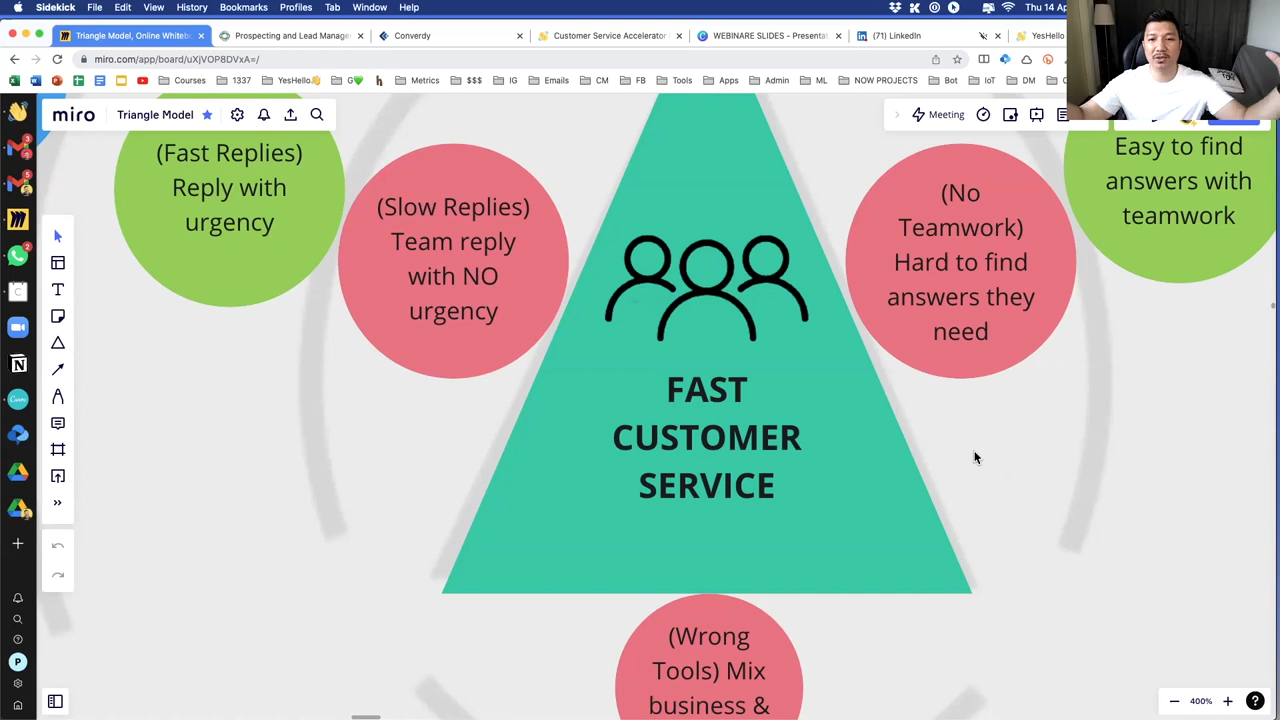 Sidekick File Edit View History Bookmarks Profiles Tab Window Help
Thu 14 Ap
Triangle Model, Online Whitebo
Prospecting and Lead Manage
Converdy
Customer Service Accelerator
WEBINARE SLIDES - Presentat
(71) LinkedIn
YesHello
miro.com/app/board/uXjVOP8DVxA=/
Courses
1337
YesHello👋
G💚
Metrics
$$$
IG
Emails
CM
FB
Tools
Apps
Admin
ML
NOW PROJECTS
Bot
IoT
DM
miro
Triangle Model
Meeting
(Fast Replies)
Reply with
urgency
(Slow Replies)
Team reply
with NO
urgency
(No
Teamwork)
Hard to find
answers they
need
Easy to find
answers with
teamwork
FAST
CUSTOMER
SERVICE
(Wrong
Tools) Mix
business &
400%